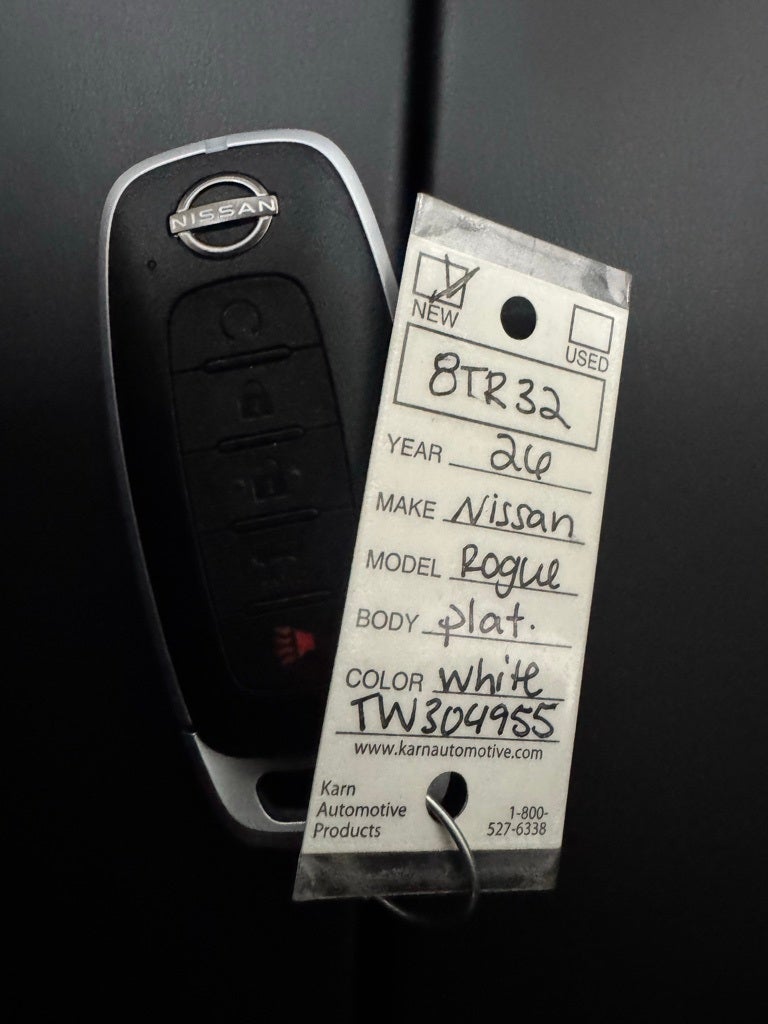 NISSAN
NEW
USED
8TR32
YEAR 26
MAKE Nissan
MODEL Rogue
BODY plat.
COLOR white
TW304955
www.karnautomotive.com
Karn
Automotive
Products
1-800-
527-6338